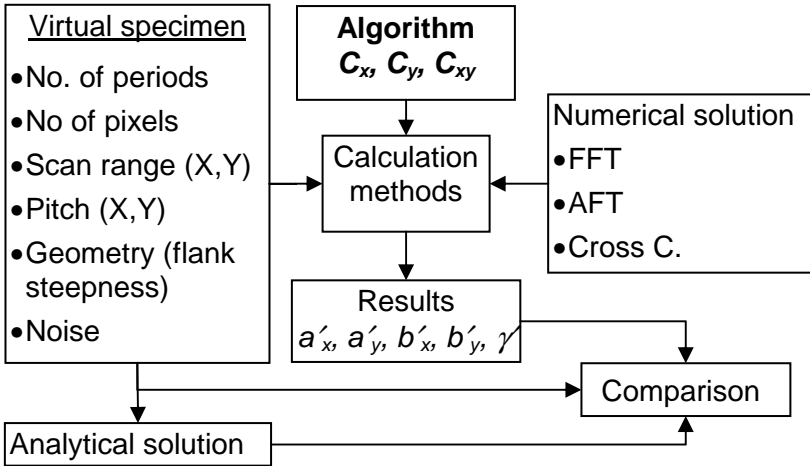 Virtual specimen
•No. of periods
•No of pixels
•Scan range (X,Y)
•Pitch (X,Y)
•Geometry (flank
steepness)
•Noise
Algorithm
Cx, Cy, Cxy
Calculation
methods
Numerical solution
•FFT
•AFT
•Cross C.
Results
a′x, a′y, b′x, b′y, γ′
Comparison
Analytical solution